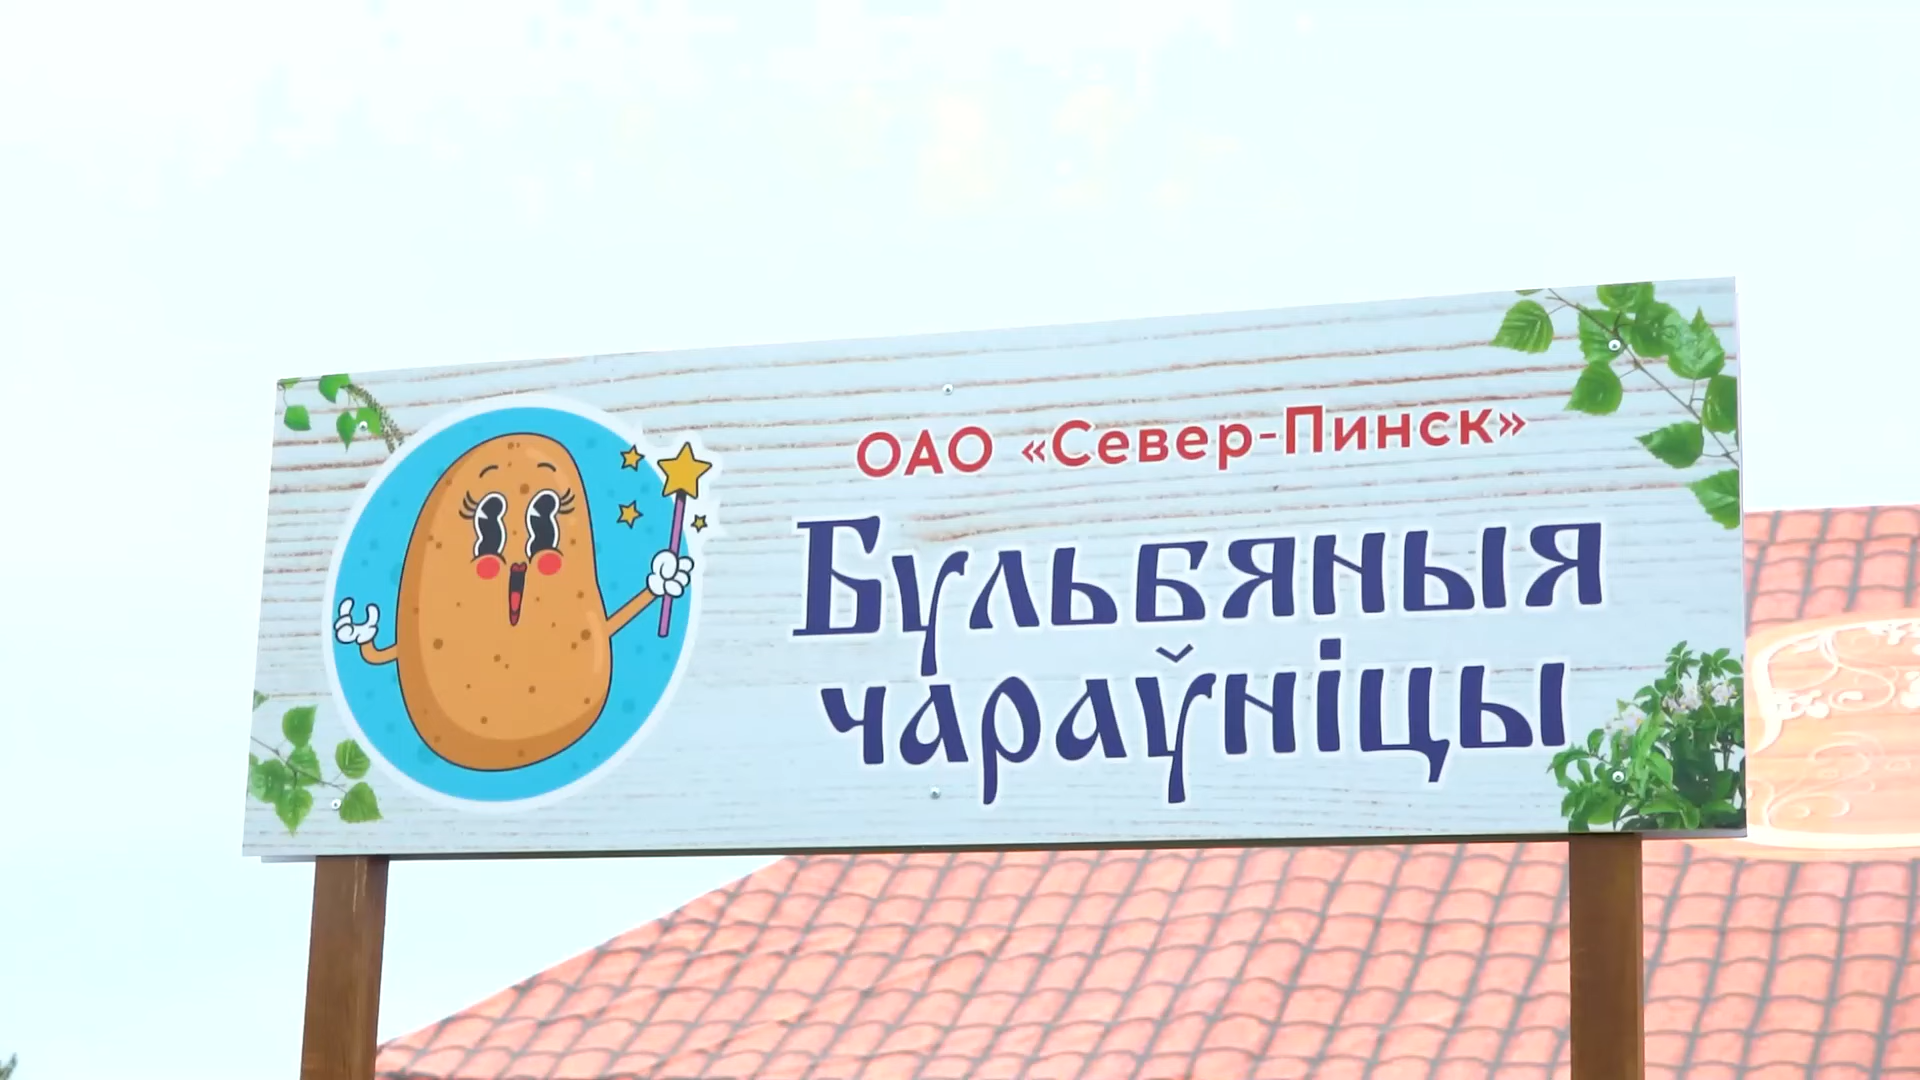 ОАО «Север-Пинск»
Бульбяныя
чараўніцы